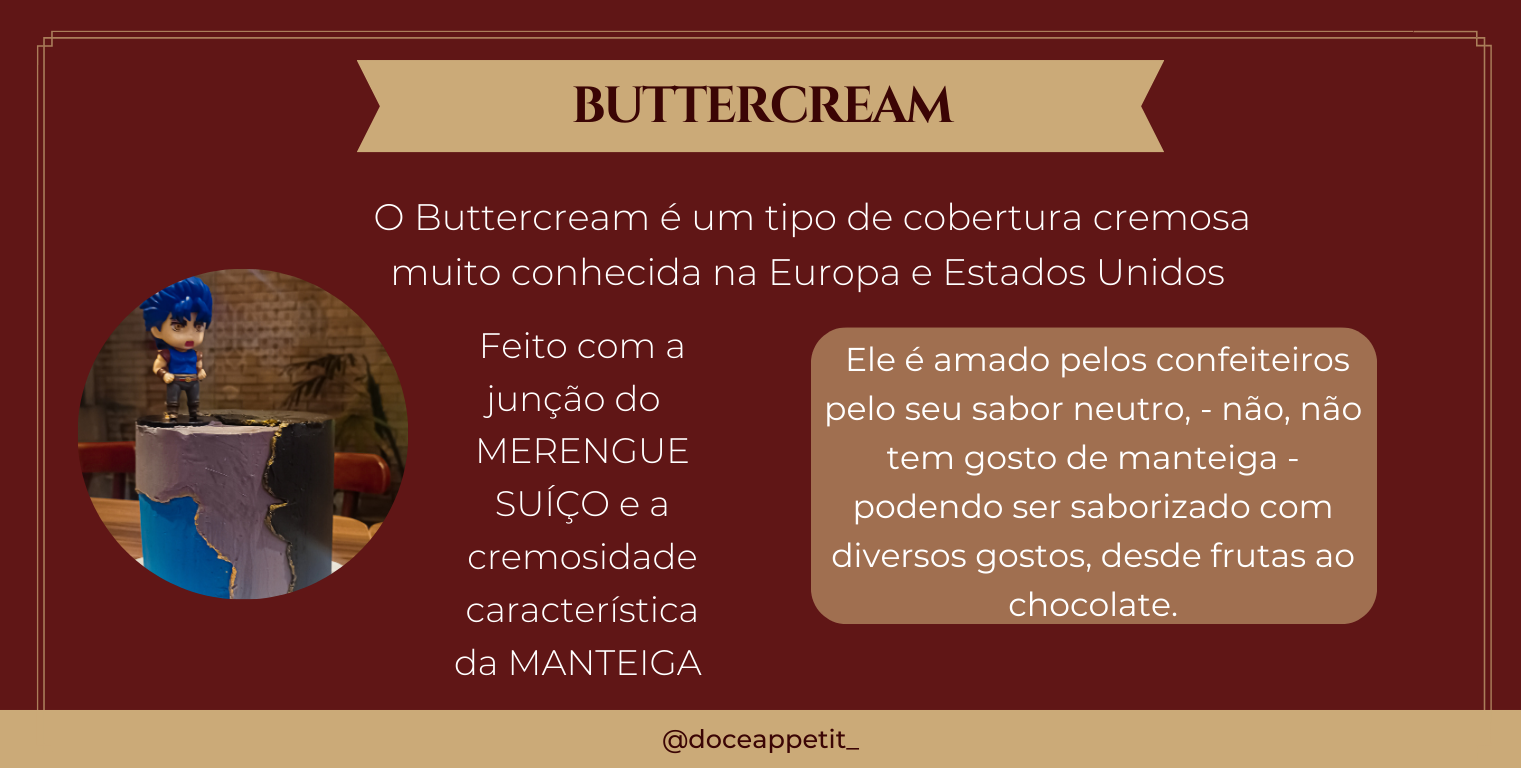 BUTTERCREAM
O Buttercream é um tipo de cobertura cremosa
muito conhecida na Europa e Estados Unidos
Feito com a
junção do
MERENGUE
SUÍÇO e a
cremosidade
característica
da MANTEIGA
Ele é amado pelos confeiteiros
pelo seu sabor neutro, - não, não
tem gosto de manteiga -
podendo ser saborizado com
diversos gostos, desde frutas ao
chocolate.
@doceappetit_